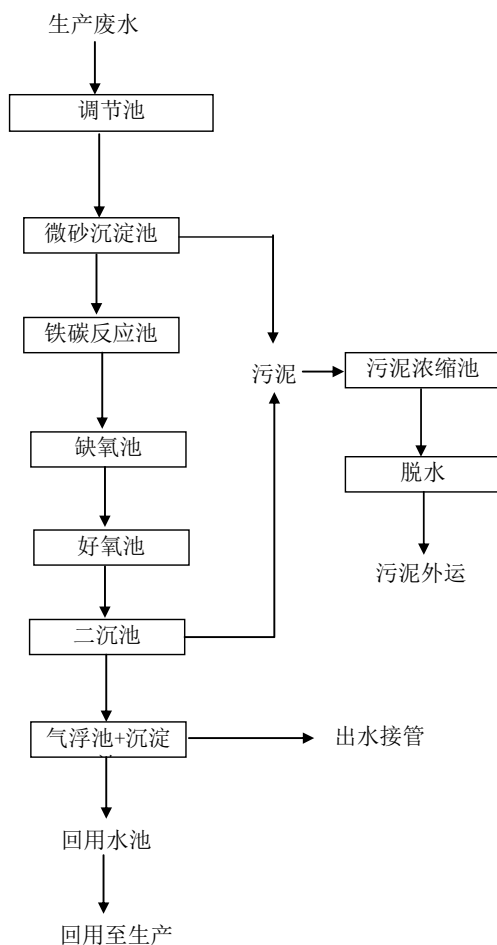 生产废水
调节池
微砂沉淀池
铁碳反应池
污泥
污泥浓缩池
缺氧池
脱水
好氧池
污泥外运
二沉池
气浮池+沉淀
出水接管
回用水池
回用至生产